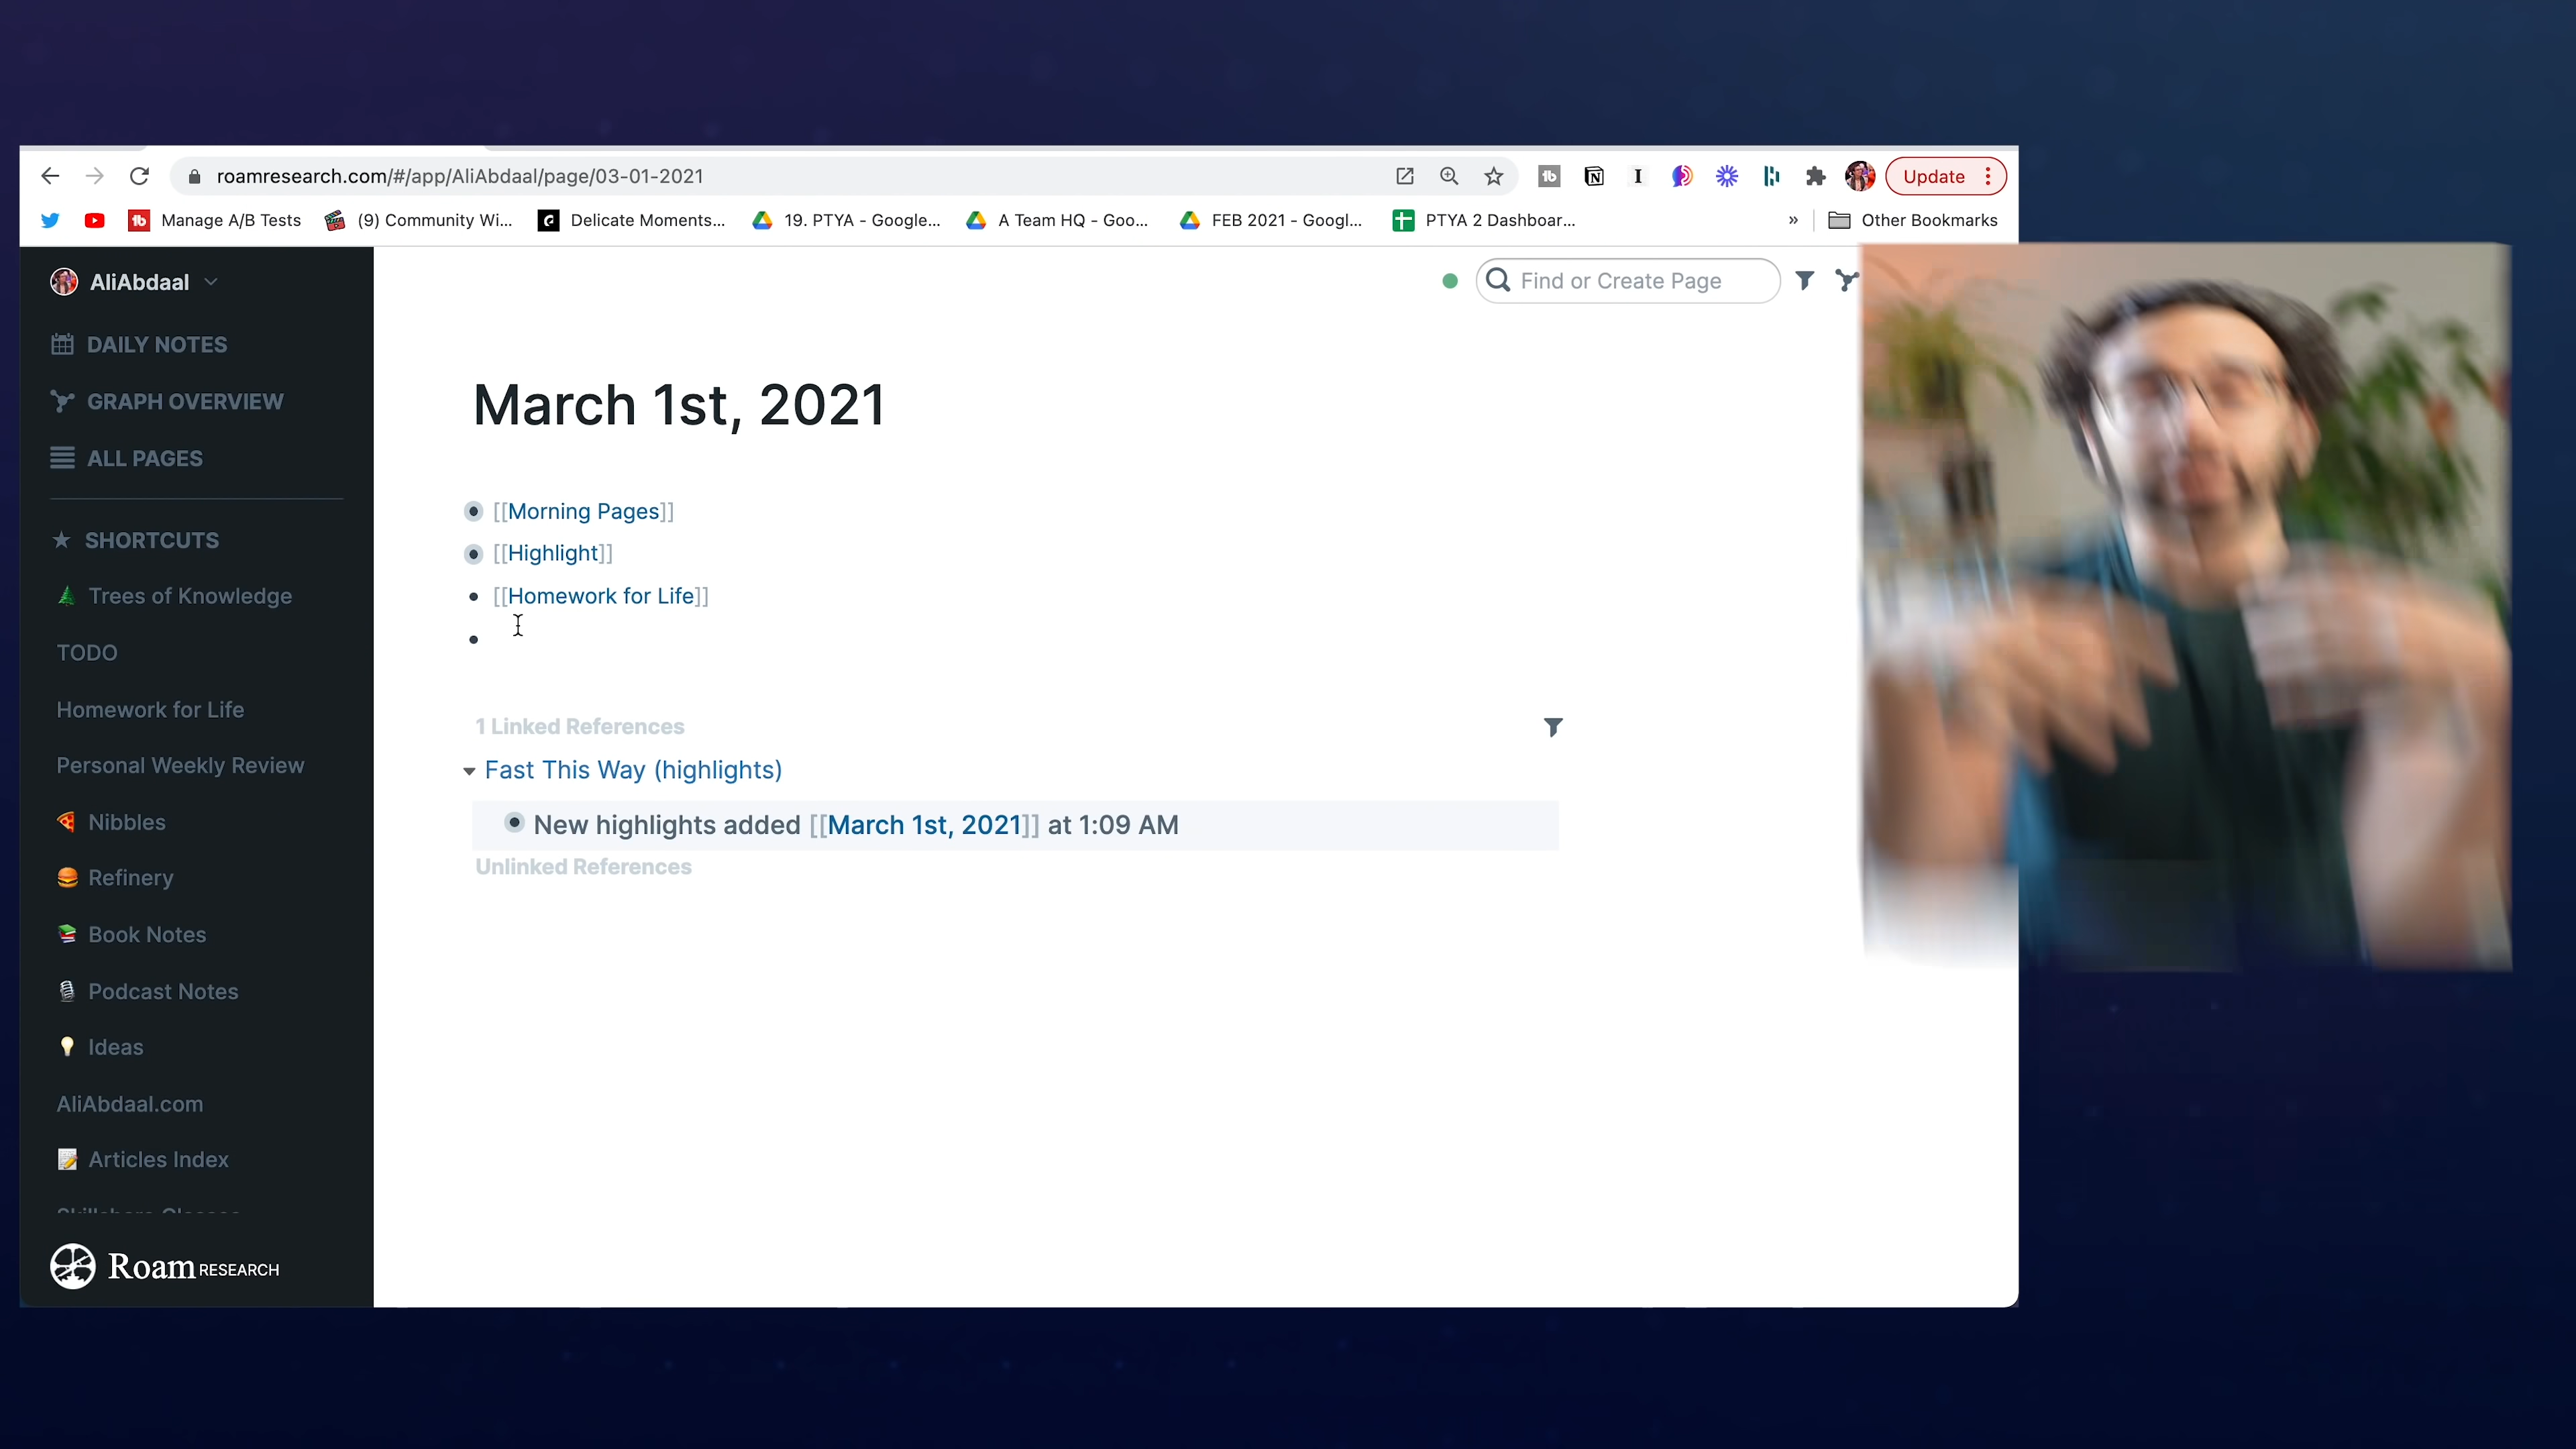 roamresearch.com/#/app/AliAbdaal/page/03-01-2021
Update
Manage A/B Tests
(9) Community Wi...
Delicate Moments...
19. PTYA - Google...
A Team HQ - Goo...
FEB 2021 - Googl...
PTYA 2 Dashboar...
»
Other Bookmarks
AliAbdaal
Find or Create Page
DAILY NOTES
GRAPH OVERVIEW
ALL PAGES
SHORTCUTS
Trees of Knowledge
TODO
Homework for Life
Personal Weekly Review
Nibbles
Refinery
Book Notes
Podcast Notes
Ideas
AliAbdaal.com
Articles Index
Roam RESEARCH
March 1st, 2021
[[Morning Pages]]
[[Highlight]]
[[Homework for Life]]
1 Linked References
Fast This Way (highlights)
New highlights added [[March 1st, 2021]] at 1:09 AM
Unlinked References